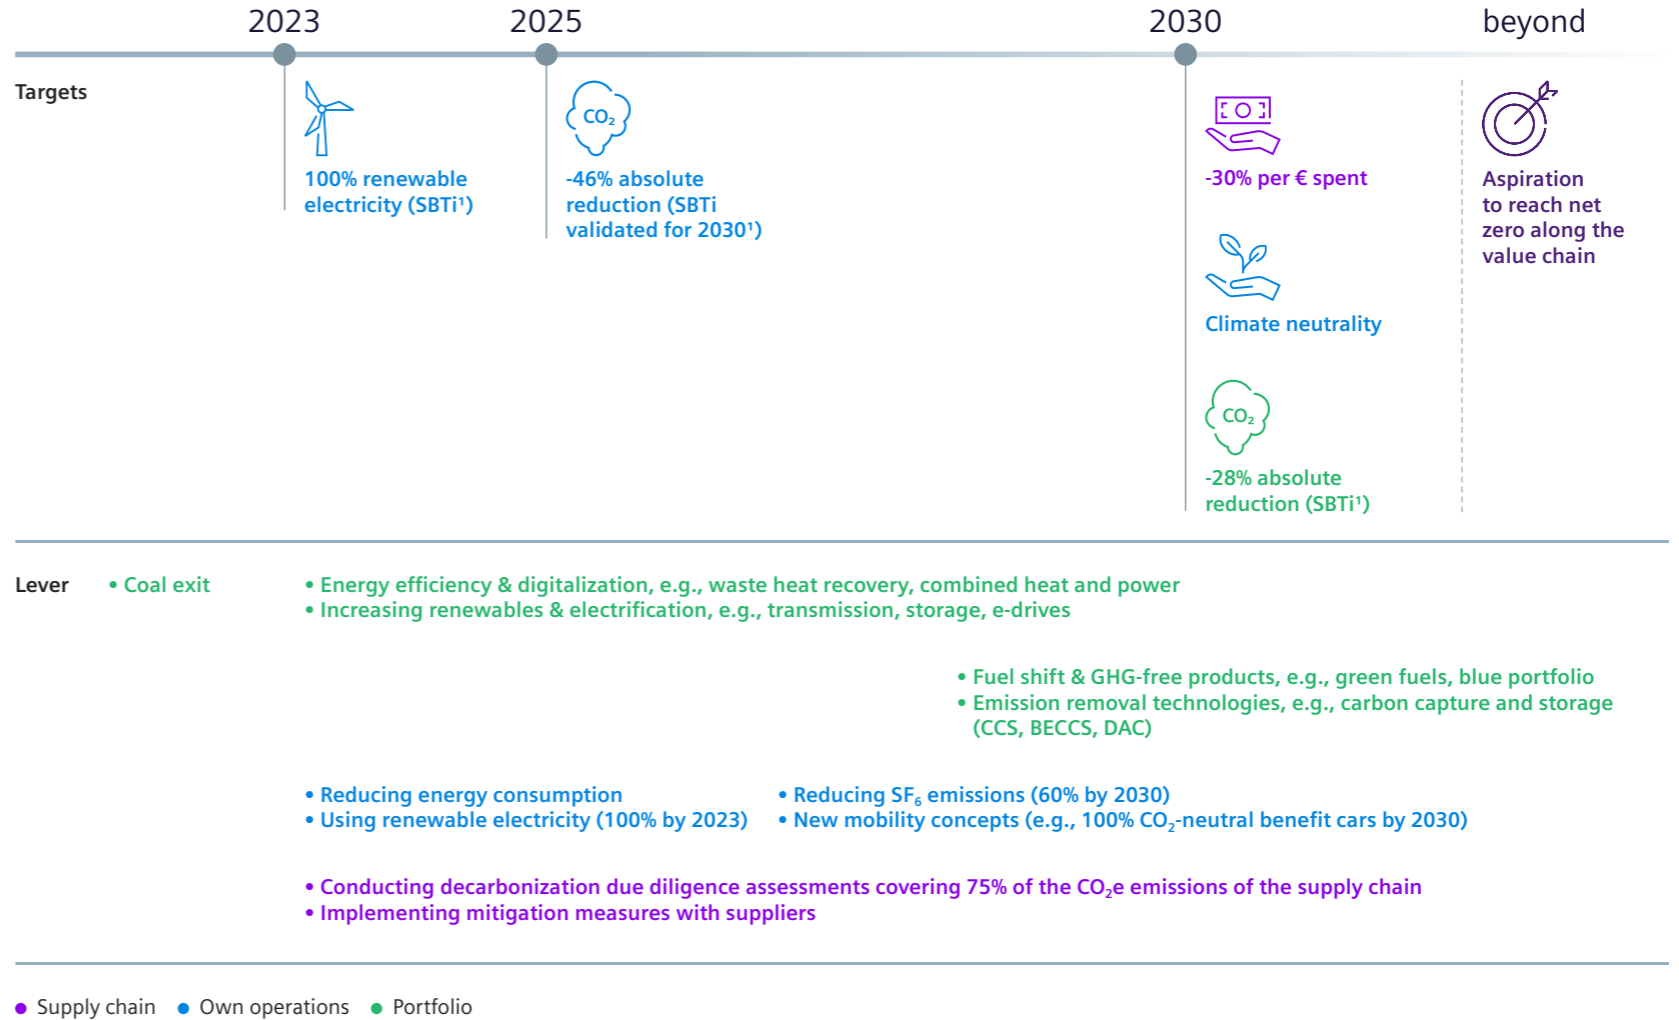 2023
2025
2030
beyond
Targets
100% renewable
electricity (SBTi¹)
CO₂
-46% absolute
reduction (SBTi
validated for 2030¹)
-30% per € spent
Climate neutrality
CO₂
-28% absolute
reduction (SBTi¹)
Aspiration
to reach net
zero along the
value chain
Lever
• Coal exit
• Energy efficiency & digitalization, e.g., waste heat recovery, combined heat and power
• Increasing renewables & electrification, e.g., transmission, storage, e-drives
• Fuel shift & GHG-free products, e.g., green fuels, blue portfolio
• Emission removal technologies, e.g., carbon capture and storage
(CCS, BECCS, DAC)
• Reducing energy consumption
• Using renewable electricity (100% by 2023)
• Reducing SF₆ emissions (60% by 2030)
• New mobility concepts (e.g., 100% CO₂-neutral benefit cars by 2030)
• Conducting decarbonization due diligence assessments covering 75% of the CO₂e emissions of the supply chain
• Implementing mitigation measures with suppliers
• Supply chain • Own operations • Portfolio